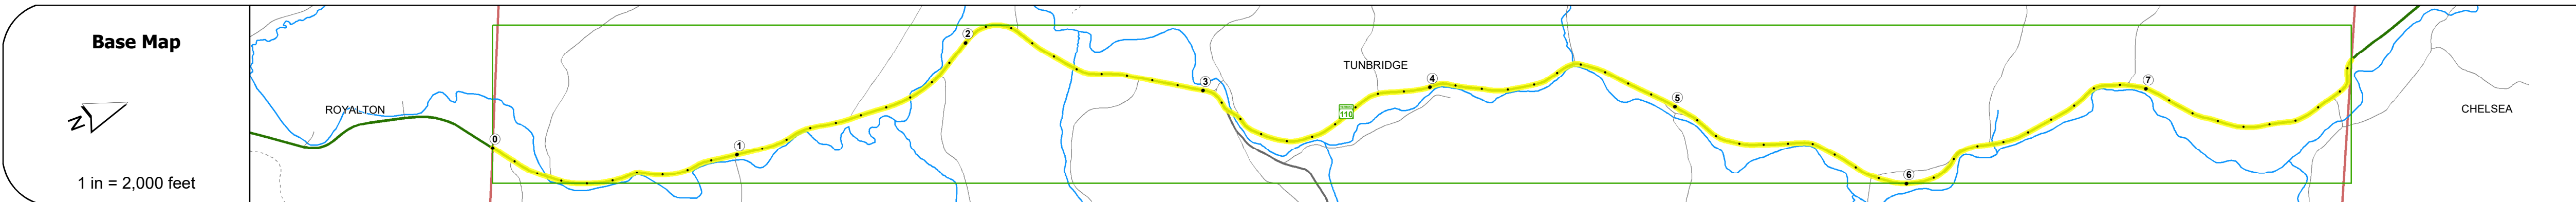 Base Map
N
1 in = 2,000 feet
ROYALTON
0
1
2
3
110
TUNBRIDGE
4
5
6
7
CHELSEA